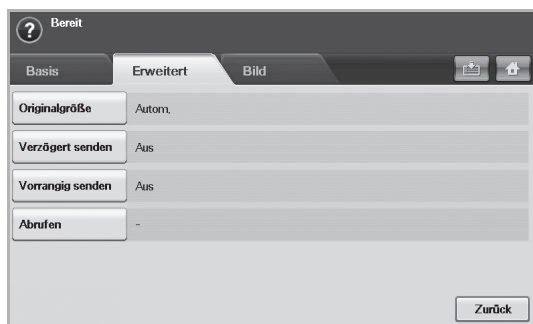 Bereit
Basis Erweitert Bild
Originalgröße Autom.
Verzögert senden Aus
Vorrangig senden Aus
Abrufen -
Zurück